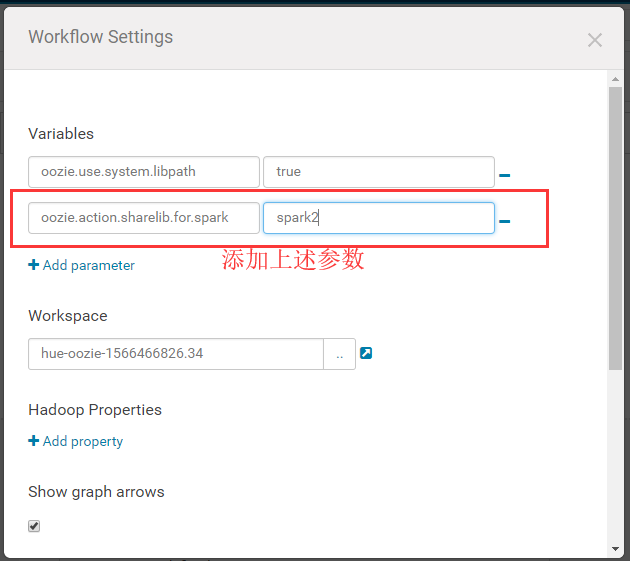 Workflow Settings
Variables
oozie.use.system.libpath true
oozie.action.sharelib.for.spark spark2
添加上述参数
Add parameter
Workspace
hue-oozie-1566466826.34 ..
Hadoop Properties
Add property
Show graph arrows